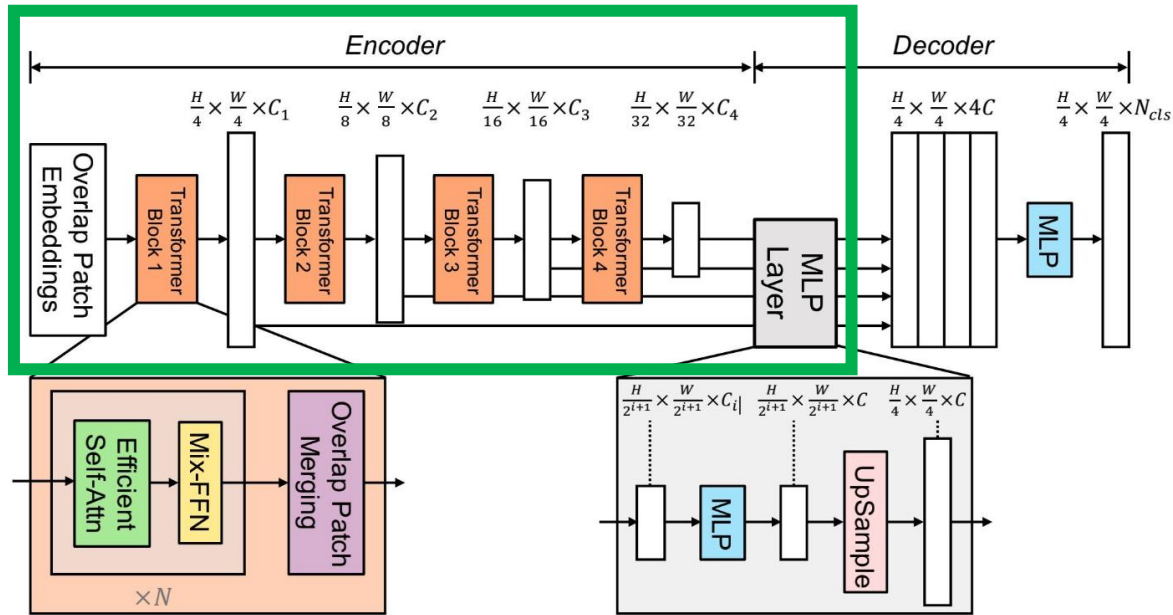 Encoder
Decoder
H/4 × W/4 × C₁
H/8 × W/8 × C₂
H/16 × W/16 × C₃
H/32 × W/32 × C₄
H/4 × W/4 × 4C
H/4 × W/4 × N_cls
Overlap Patch
Embeddings
Transformer
Block 1
Transformer
Block 2
Transformer
Block 3
Transformer
Block 4
MLP
Layer
MLP
Efficient
Self-Attn
Mix-FFN
Overlap Patch
Merging
×N
H/2^{i+1} × W/2^{i+1} × C_i|
H/2^{i+1} × W/2^{i+1} × C
H/4 × W/4 × C
MLP
UpSample